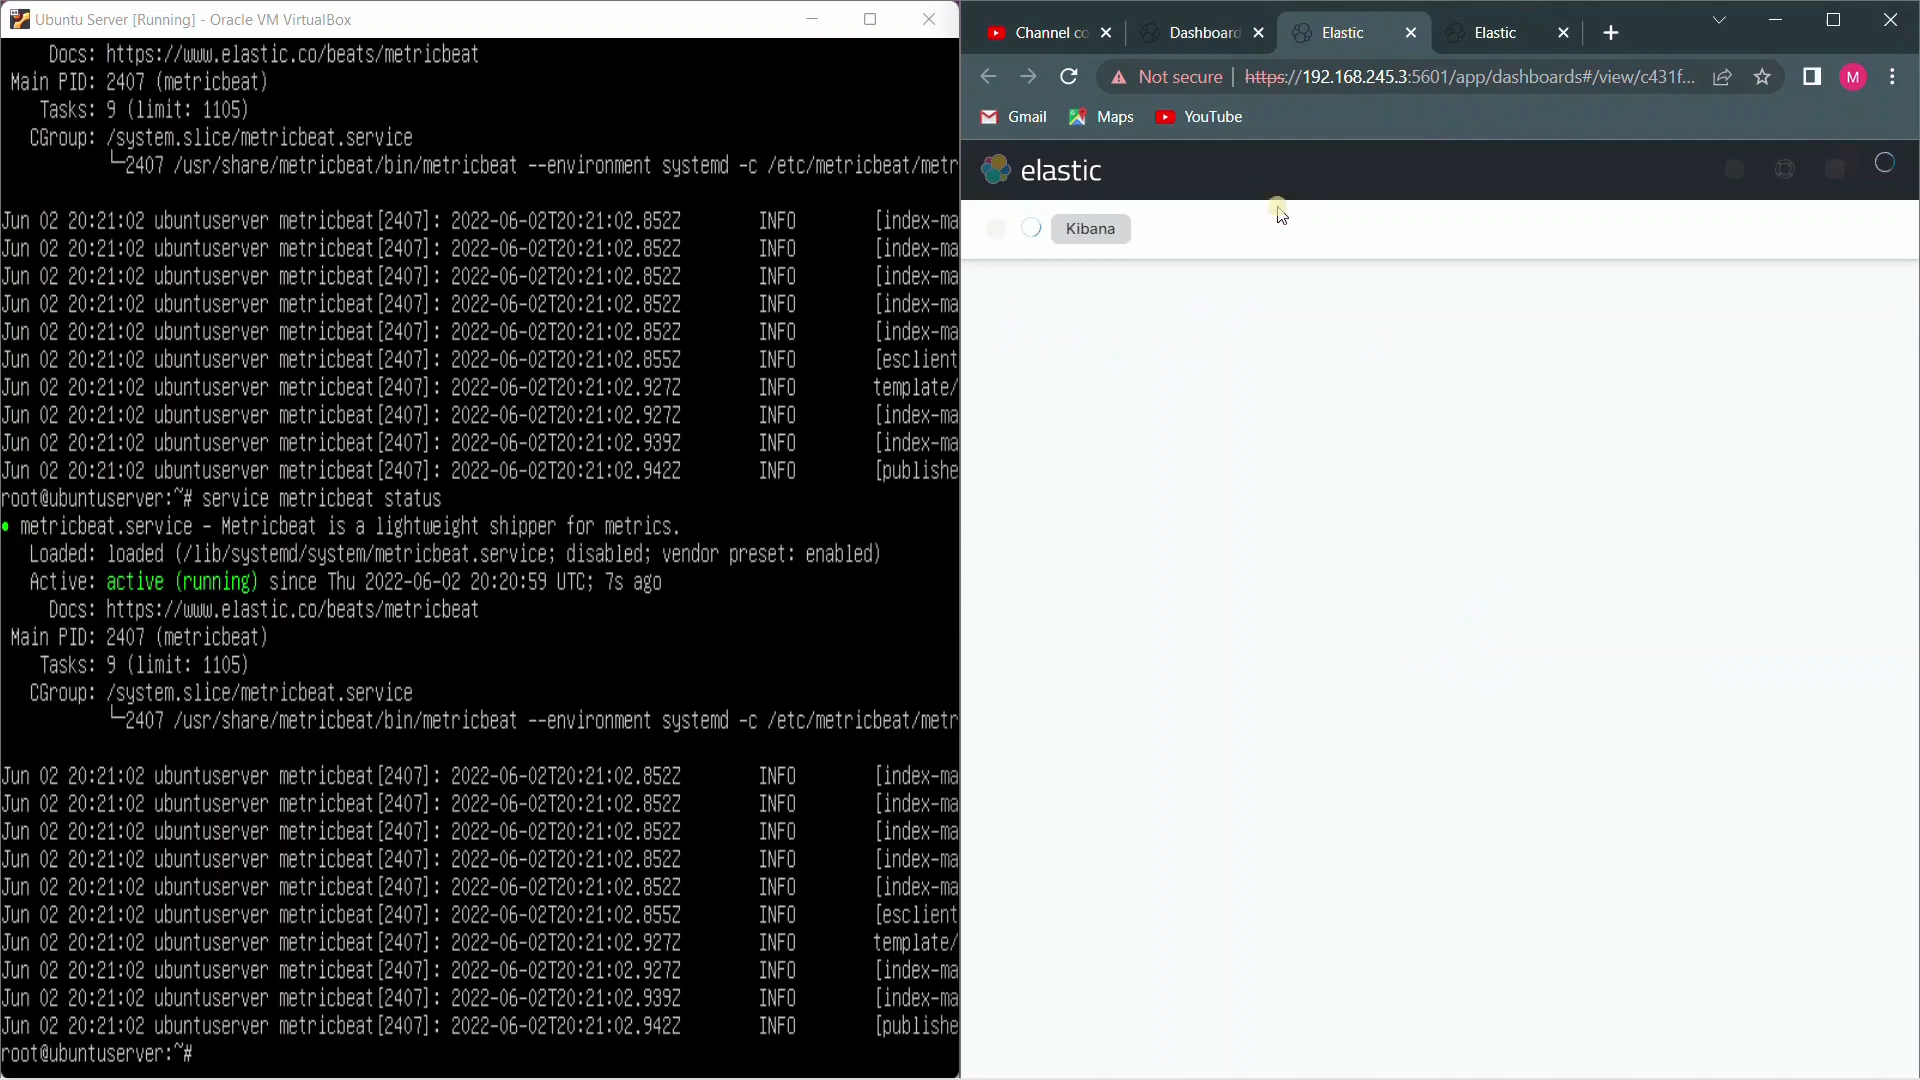 Ubuntu Server [Running] - Oracle VM VirtualBox
Docs: https://www.elastic.co/beats/metricbeat
Main PID: 2407 (metricbeat)
Tasks: 9 (limit: 1105)
CGroup: /system.slice/metricbeat.service
└─2407 /usr/share/metricbeat/bin/metricbeat --environment systemd -c /etc/metricbeat/metr
Jun 02 20:21:02 ubuntuserver metricbeat[2407]: 2022-06-02T20:21:02.852Z INFO [index-ma
Jun 02 20:21:02 ubuntuserver metricbeat[2407]: 2022-06-02T20:21:02.852Z INFO [index-ma
Jun 02 20:21:02 ubuntuserver metricbeat[2407]: 2022-06-02T20:21:02.852Z INFO [index-ma
Jun 02 20:21:02 ubuntuserver metricbeat[2407]: 2022-06-02T20:21:02.852Z INFO [index-ma
Jun 02 20:21:02 ubuntuserver metricbeat[2407]: 2022-06-02T20:21:02.852Z INFO [index-ma
Jun 02 20:21:02 ubuntuserver metricbeat[2407]: 2022-06-02T20:21:02.855Z INFO [esclient
Jun 02 20:21:02 ubuntuserver metricbeat[2407]: 2022-06-02T20:21:02.927Z INFO template/
Jun 02 20:21:02 ubuntuserver metricbeat[2407]: 2022-06-02T20:21:02.927Z INFO [index-ma
Jun 02 20:21:02 ubuntuserver metricbeat[2407]: 2022-06-02T20:21:02.939Z INFO [index-ma
Jun 02 20:21:02 ubuntuserver metricbeat[2407]: 2022-06-02T20:21:02.942Z INFO [publishe
root@ubuntuserver:~# service metricbeat status
● metricbeat.service - Metricbeat is a lightweight shipper for metrics.
Loaded: loaded (/lib/systemd/system/metricbeat.service; disabled; vendor preset: enabled)
Active: active (running) since Thu 2022-06-02 20:20:59 UTC; 7s ago
Docs: https://www.elastic.co/beats/metricbeat
Main PID: 2407 (metricbeat)
Tasks: 9 (limit: 1105)
CGroup: /system.slice/metricbeat.service
└─2407 /usr/share/metricbeat/bin/metricbeat --environment systemd -c /etc/metricbeat/metr
Jun 02 20:21:02 ubuntuserver metricbeat[2407]: 2022-06-02T20:21:02.852Z INFO [index-ma
Jun 02 20:21:02 ubuntuserver metricbeat[2407]: 2022-06-02T20:21:02.852Z INFO [index-ma
Jun 02 20:21:02 ubuntuserver metricbeat[2407]: 2022-06-02T20:21:02.852Z INFO [index-ma
Jun 02 20:21:02 ubuntuserver metricbeat[2407]: 2022-06-02T20:21:02.852Z INFO [index-ma
Jun 02 20:21:02 ubuntuserver metricbeat[2407]: 2022-06-02T20:21:02.852Z INFO [index-ma
Jun 02 20:21:02 ubuntuserver metricbeat[2407]: 2022-06-02T20:21:02.855Z INFO [esclient
Jun 02 20:21:02 ubuntuserver metricbeat[2407]: 2022-06-02T20:21:02.927Z INFO template/
Jun 02 20:21:02 ubuntuserver metricbeat[2407]: 2022-06-02T20:21:02.927Z INFO [index-ma
Jun 02 20:21:02 ubuntuserver metricbeat[2407]: 2022-06-02T20:21:02.939Z INFO [index-ma
Jun 02 20:21:02 ubuntuserver metricbeat[2407]: 2022-06-02T20:21:02.942Z INFO [publishe
root@ubuntuserver:~#
Channel co Dashboard Elastic Elastic
Not secure | https://192.168.245.3:5601/app/dashboards#/view/c431f... M
Gmail Maps YouTube
elastic
Kibana